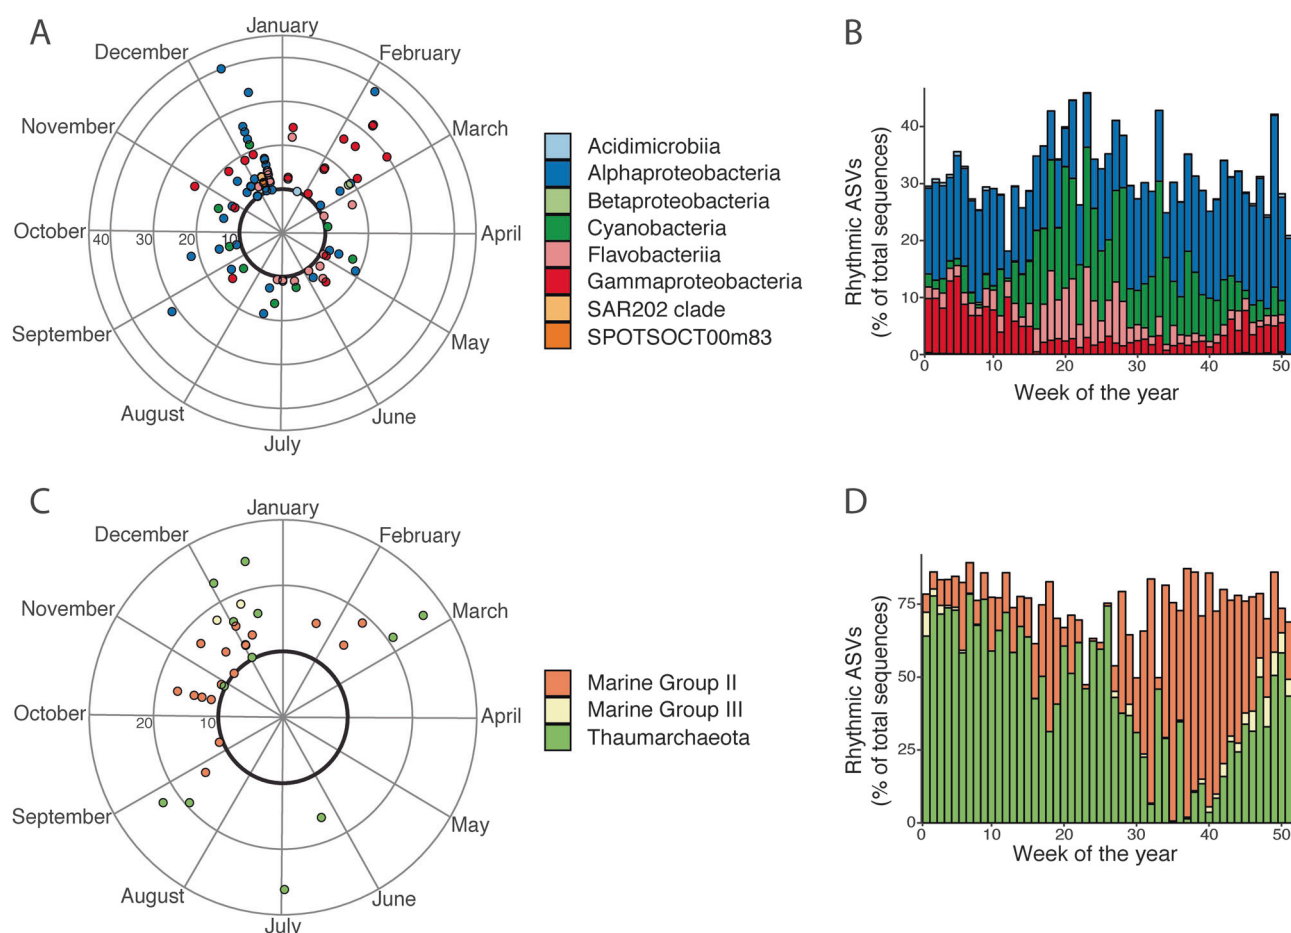 A
January
February
March
April
May
June
July
August
September
October
November
December
40 30 20 10
Acidimicrobiia
Alphaproteobacteria
Betaproteobacteria
Cyanobacteria
Flavobacteriia
Gammaproteobacteria
SAR202 clade
SPOTSOCT00m83
B
Rhythmic ASVs
(% of total sequences)
40
30
20
10
0
0 10 20 30 40 50
Week of the year
C
January
February
March
April
May
June
July
August
September
October
November
December
20 10
Marine Group II
Marine Group III
Thaumarchaeota
D
Rhythmic ASVs
(% of total sequences)
75
50
25
0
0 10 20 30 40 50
Week of the year